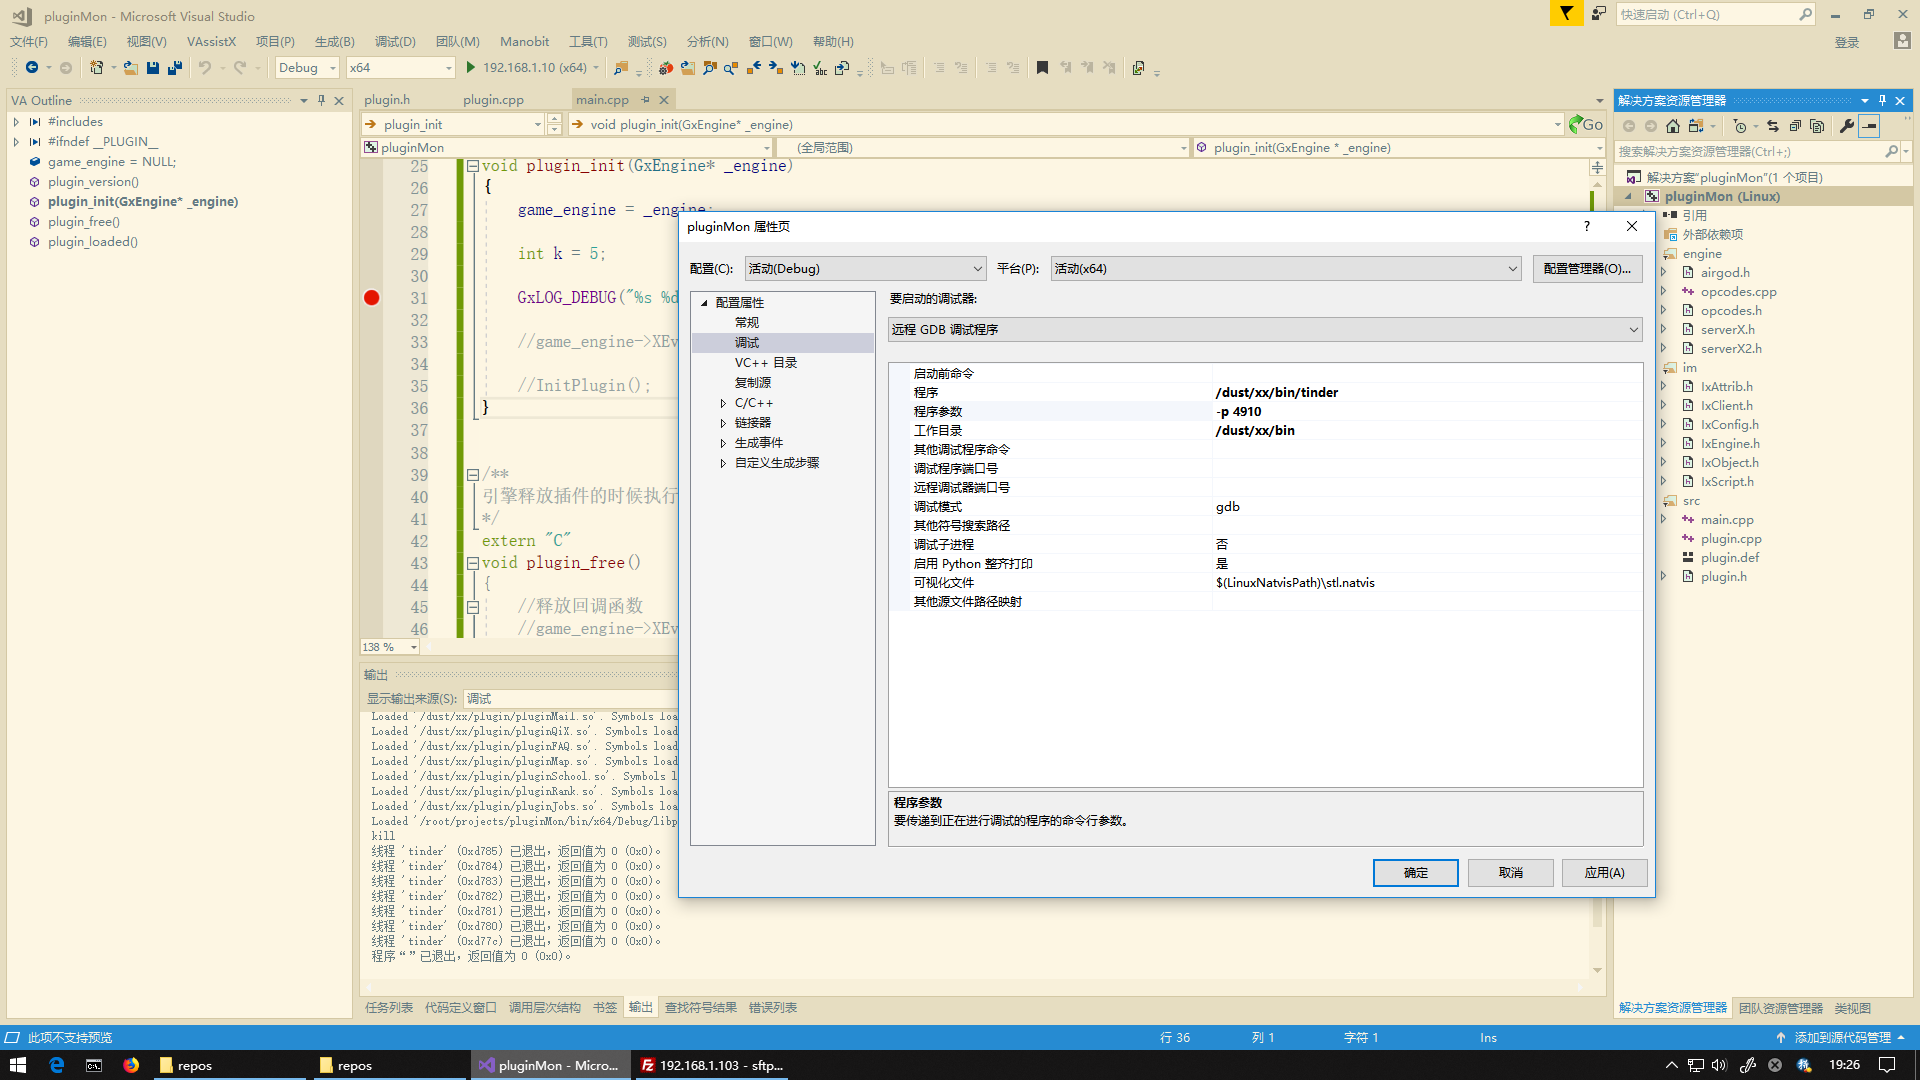 pluginMon - Microsoft Visual Studio
快速启动 (Ctrl+Q)
文件(F) 编辑(E) 视图(V) VAssistX 项目(P) 生成(B) 调试(D) 团队(M) Manobit 工具(T) 测试(S) 分析(N) 窗口(W) 帮助(H)
登录
Debug x64 192.168.1.10 (x64)
VA Outline
#includes
#ifndef __PLUGIN__
game_engine = NULL;
plugin_version()
plugin_init(GxEngine* _engine)
plugin_free()
plugin_loaded()
plugin.h plugin.cpp main.cpp
plugin_init void plugin_init(GxEngine* _engine) Go
pluginMon (全局范围) plugin_init(GxEngine * _engine)
25 void plugin_init(GxEngine* _engine)
26 {
27 game_engine = _engine;
28
29 int k = 5;
30
31 GxLOG_DEBUG("%s %d
32
33 //game_engine->XEv
34
35 //InitPlugin();
36 }
37
38
39 /**
40 引擎释放插件的时候执行
41 */
42 extern "C"
43 void plugin_free()
44 {
45 //释放回调函数
46 //game_engine->XEv
138 %
输出
显示输出来源(S): 调试
Loaded '/dust/xx/plugin/pluginMail.so'. Symbols loa
Loaded '/dust/xx/plugin/pluginQiX.so'. Symbols load
Loaded '/dust/xx/plugin/pluginFAQ.so'. Symbols load
Loaded '/dust/xx/plugin/pluginMap.so'. Symbols load
Loaded '/dust/xx/plugin/pluginSchool.so'. Symbols l
Loaded '/dust/xx/plugin/pluginRank.so'. Symbols loa
Loaded '/dust/xx/plugin/pluginJobs.so'. Symbols loa
Loaded '/root/projects/pluginMon/bin/x64/Debug/libp
kill
线程 'tinder' (0xd785) 已退出，返回值为 0 (0x0)。
线程 'tinder' (0xd784) 已退出，返回值为 0 (0x0)。
线程 'tinder' (0xd783) 已退出，返回值为 0 (0x0)。
线程 'tinder' (0xd782) 已退出，返回值为 0 (0x0)。
线程 'tinder' (0xd781) 已退出，返回值为 0 (0x0)。
线程 'tinder' (0xd780) 已退出，返回值为 0 (0x0)。
线程 'tinder' (0xd77c) 已退出，返回值为 0 (0x0)。
程序“”已退出，返回值为 0 (0x0)。
任务列表 代码定义窗口 调用层次结构 书签 输出 查找符号结果 错误列表
pluginMon 属性页 ?
配置(C): 活动(Debug) 平台(P): 活动(x64) 配置管理器(O)...
配置属性
常规
调试
VC++ 目录
复制源
C/C++
链接器
生成事件
自定义生成步骤
要启动的调试器:
远程 GDB 调试程序
启动前命令
程序 /dust/xx/bin/tinder
程序参数 -p 4910
工作目录 /dust/xx/bin
其他调试程序命令
调试程序端口号
远程调试器端口号
调试模式 gdb
其他符号搜索路径
调试子进程 否
启用 Python 整齐打印 是
可视化文件 $(LinuxNatvisPath)\stl.natvis
其他源文件路径映射
程序参数
要传递到正在进行调试的程序的命令行参数。
确定 取消 应用(A)
解决方案资源管理器
搜索解决方案资源管理器(Ctrl+;)
解决方案"pluginMon"(1 个项目)
pluginMon (Linux)
引用
外部依赖项
engine
airgod.h
opcodes.cpp
opcodes.h
serverX.h
serverX2.h
im
IxAttrib.h
IxClient.h
IxConfig.h
IxEngine.h
IxObject.h
IxScript.h
src
main.cpp
plugin.cpp
plugin.def
plugin.h
解决方案资源管理器 团队资源管理器 类视图
此项不支持预览 行 36 列 1 字符 1 Ins 添加到源代码管理
repos repos pluginMon - Micro... 192.168.1.103 - sftp... 19:26